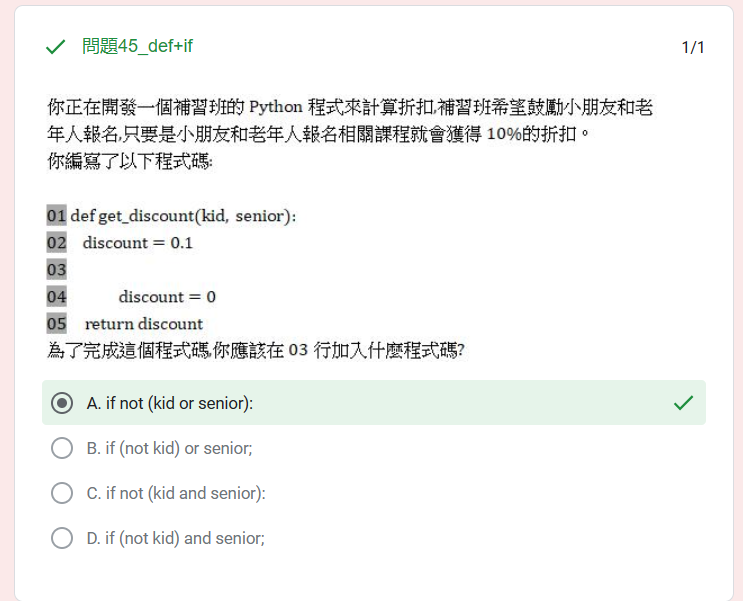 問題45_def+if
1/1
你正在開發一個補習班的 Python 程式來計算折扣,補習班希望鼓勵小朋友和老
年人報名,只要是小朋友和老年人報名相關課程就會獲得 10%的折扣。
你編寫了以下程式碼:
01 def get_discount(kid, senior):
02 discount = 0.1
03
04 discount = 0
05 return discount
為了完成這個程式碼,你應該在 03 行加入什麼程式碼?
A. if not (kid or senior):
B. if (not kid) or senior;
C. if not (kid and senior):
D. if (not kid) and senior;